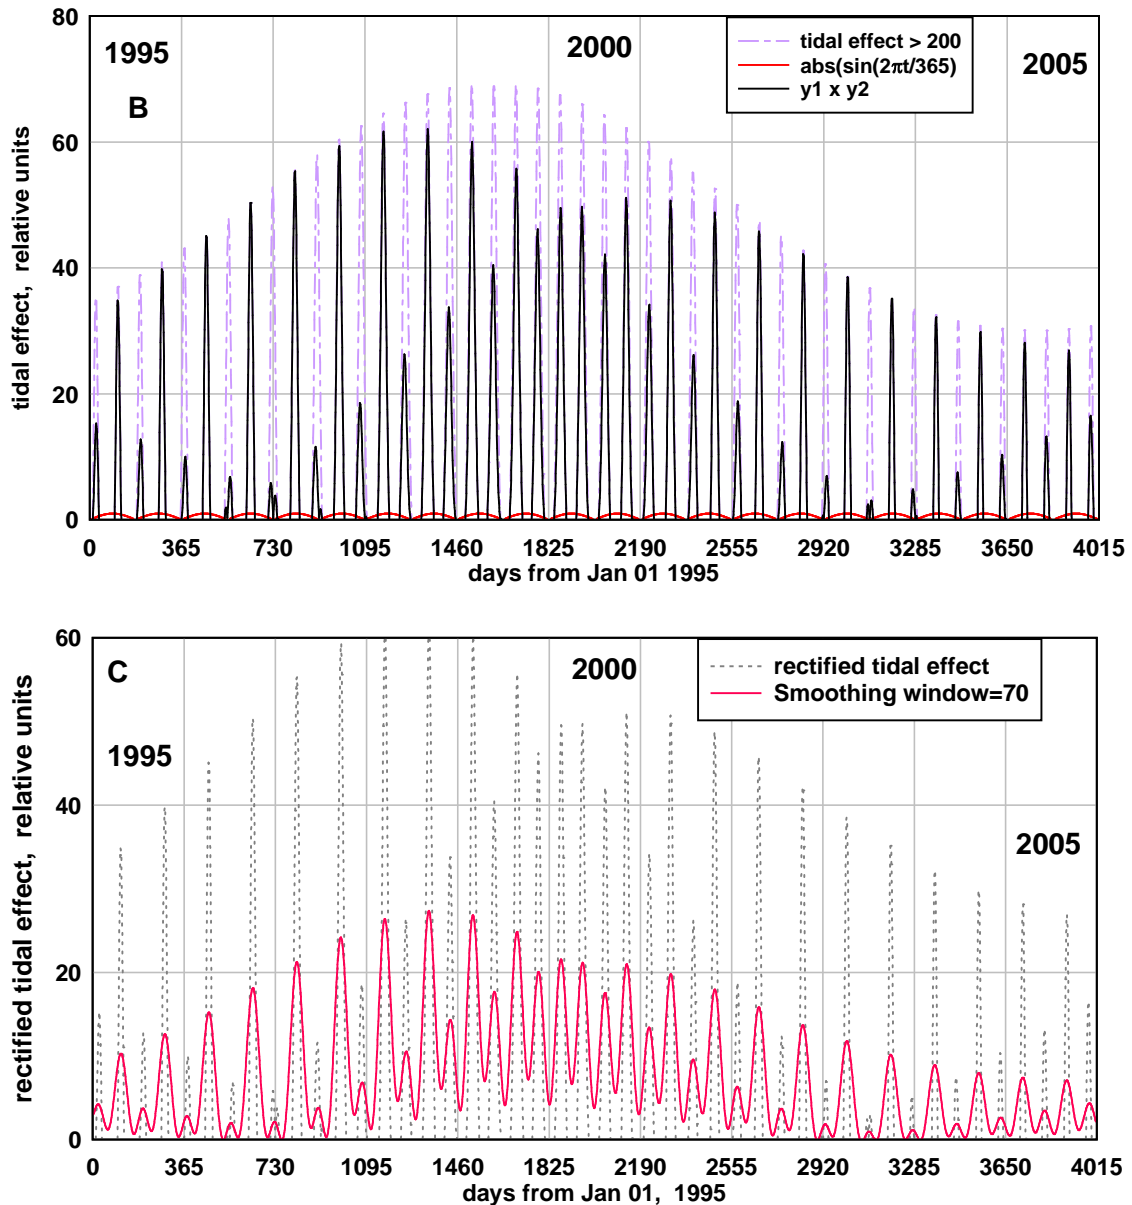 80
60
40
20
0
tidal effect, relative units
1995
2000
2005
B
tidal effect > 200
abs(sin(2πt/365)
y1 x y2
0 365 730 1095 1460 1825 2190 2555 2920 3285 3650 4015
days from Jan 01 1995
60
40
20
0
rectified tidal effect, relative units
C
2000
1995
2005
rectified tidal effect
Smoothing window=70
0 365 730 1095 1460 1825 2190 2555 2920 3285 3650 4015
days from Jan 01, 1995